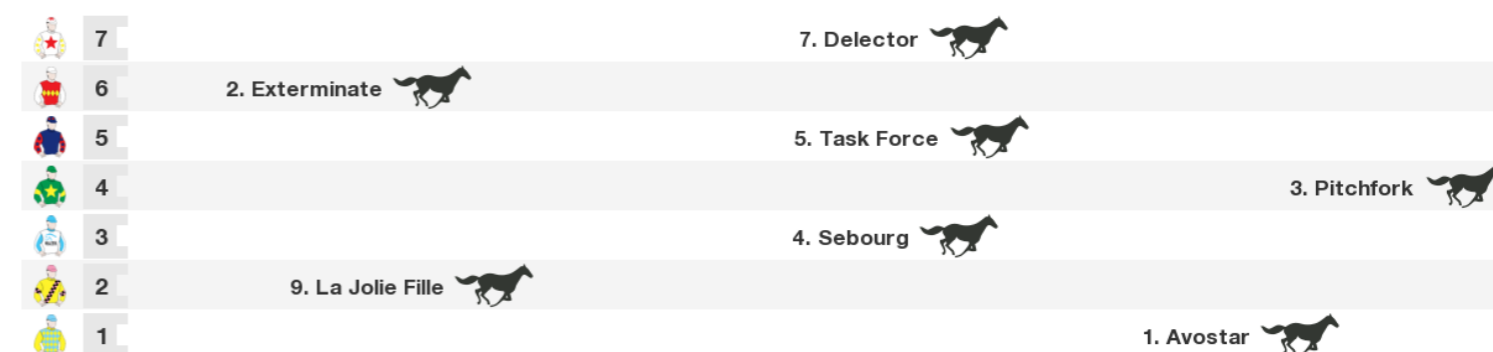 7 7. Delector
6 2. Exterminate
5 5. Task Force
4 3. Pitchfork
3 4. Sebourg
2 9. La Jolie Fille
1 1. Avostar